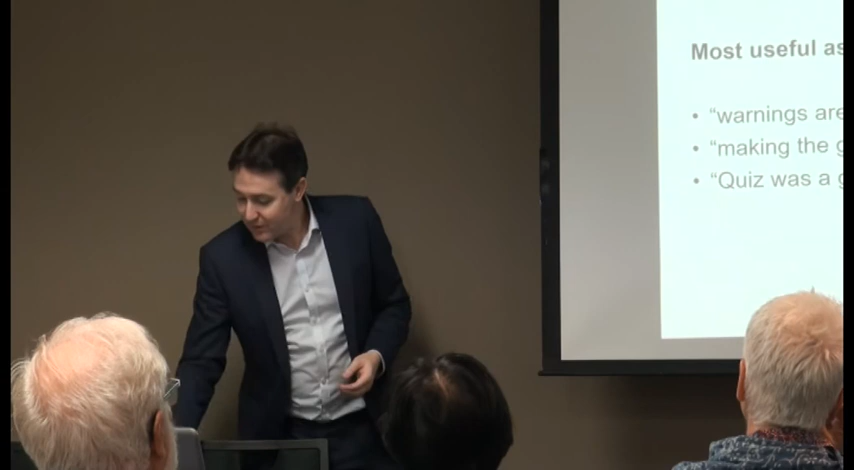 Most useful as
• “warnings are
• “making the g
• “Quiz was a g